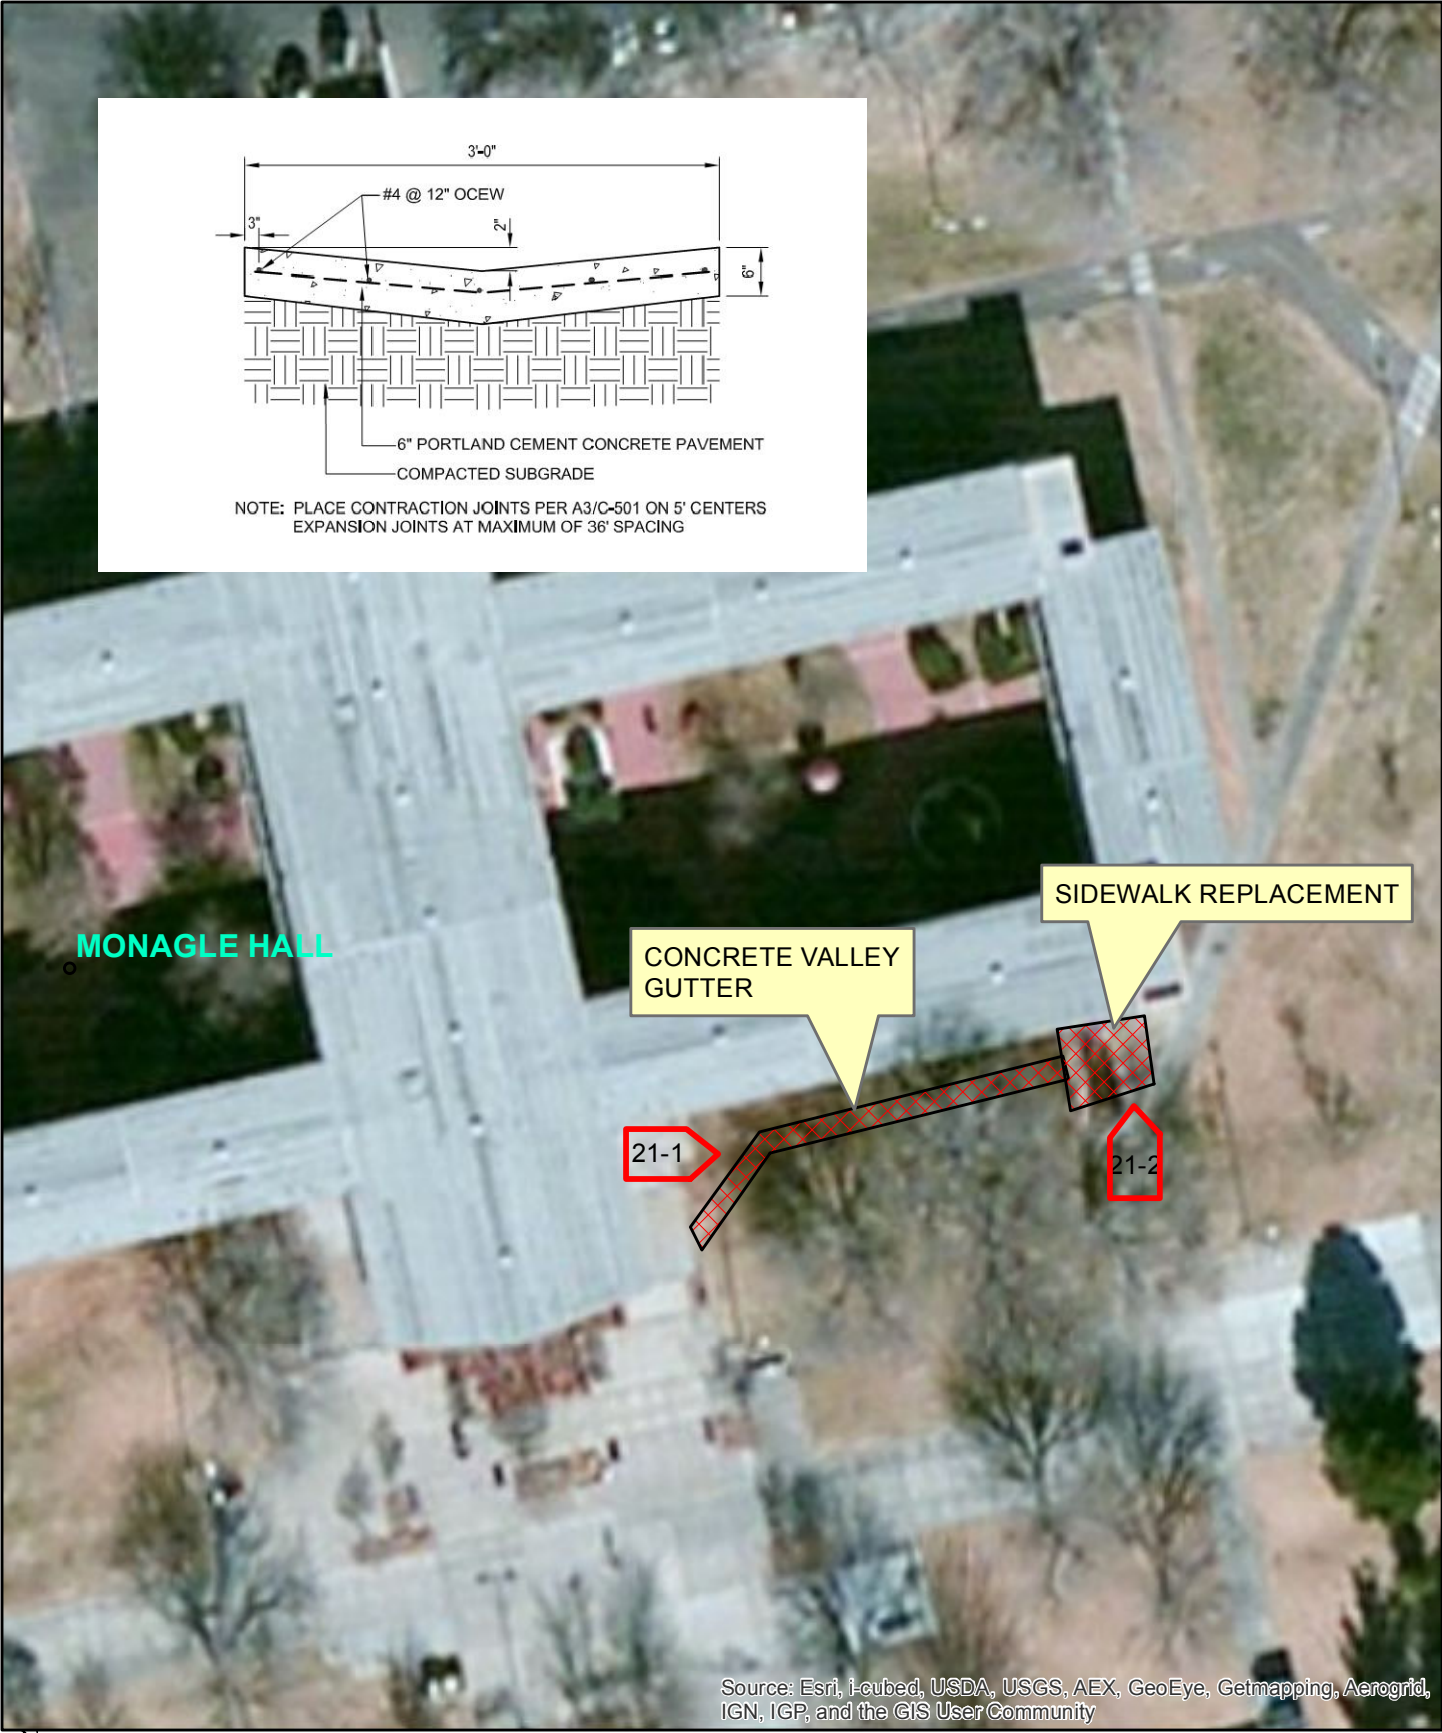 3'-0"
#4 @ 12" OCEW
3"
2"
6"
6" PORTLAND CEMENT CONCRETE PAVEMENT
COMPACTED SUBGRADE
NOTE: PLACE CONTRACTION JOINTS PER A3/C-501 ON 5' CENTERS
EXPANSION JOINTS AT MAXIMUM OF 36' SPACING
SIDEWALK REPLACEMENT
MONAGLE HALL
CONCRETE VALLEY
GUTTER
21-1
21-2
Source: Esri, i-cubed, USDA, USGS, AEX, GeoEye, Getmapping, Aerogrid,
IGN, IGP, and the GIS User Community